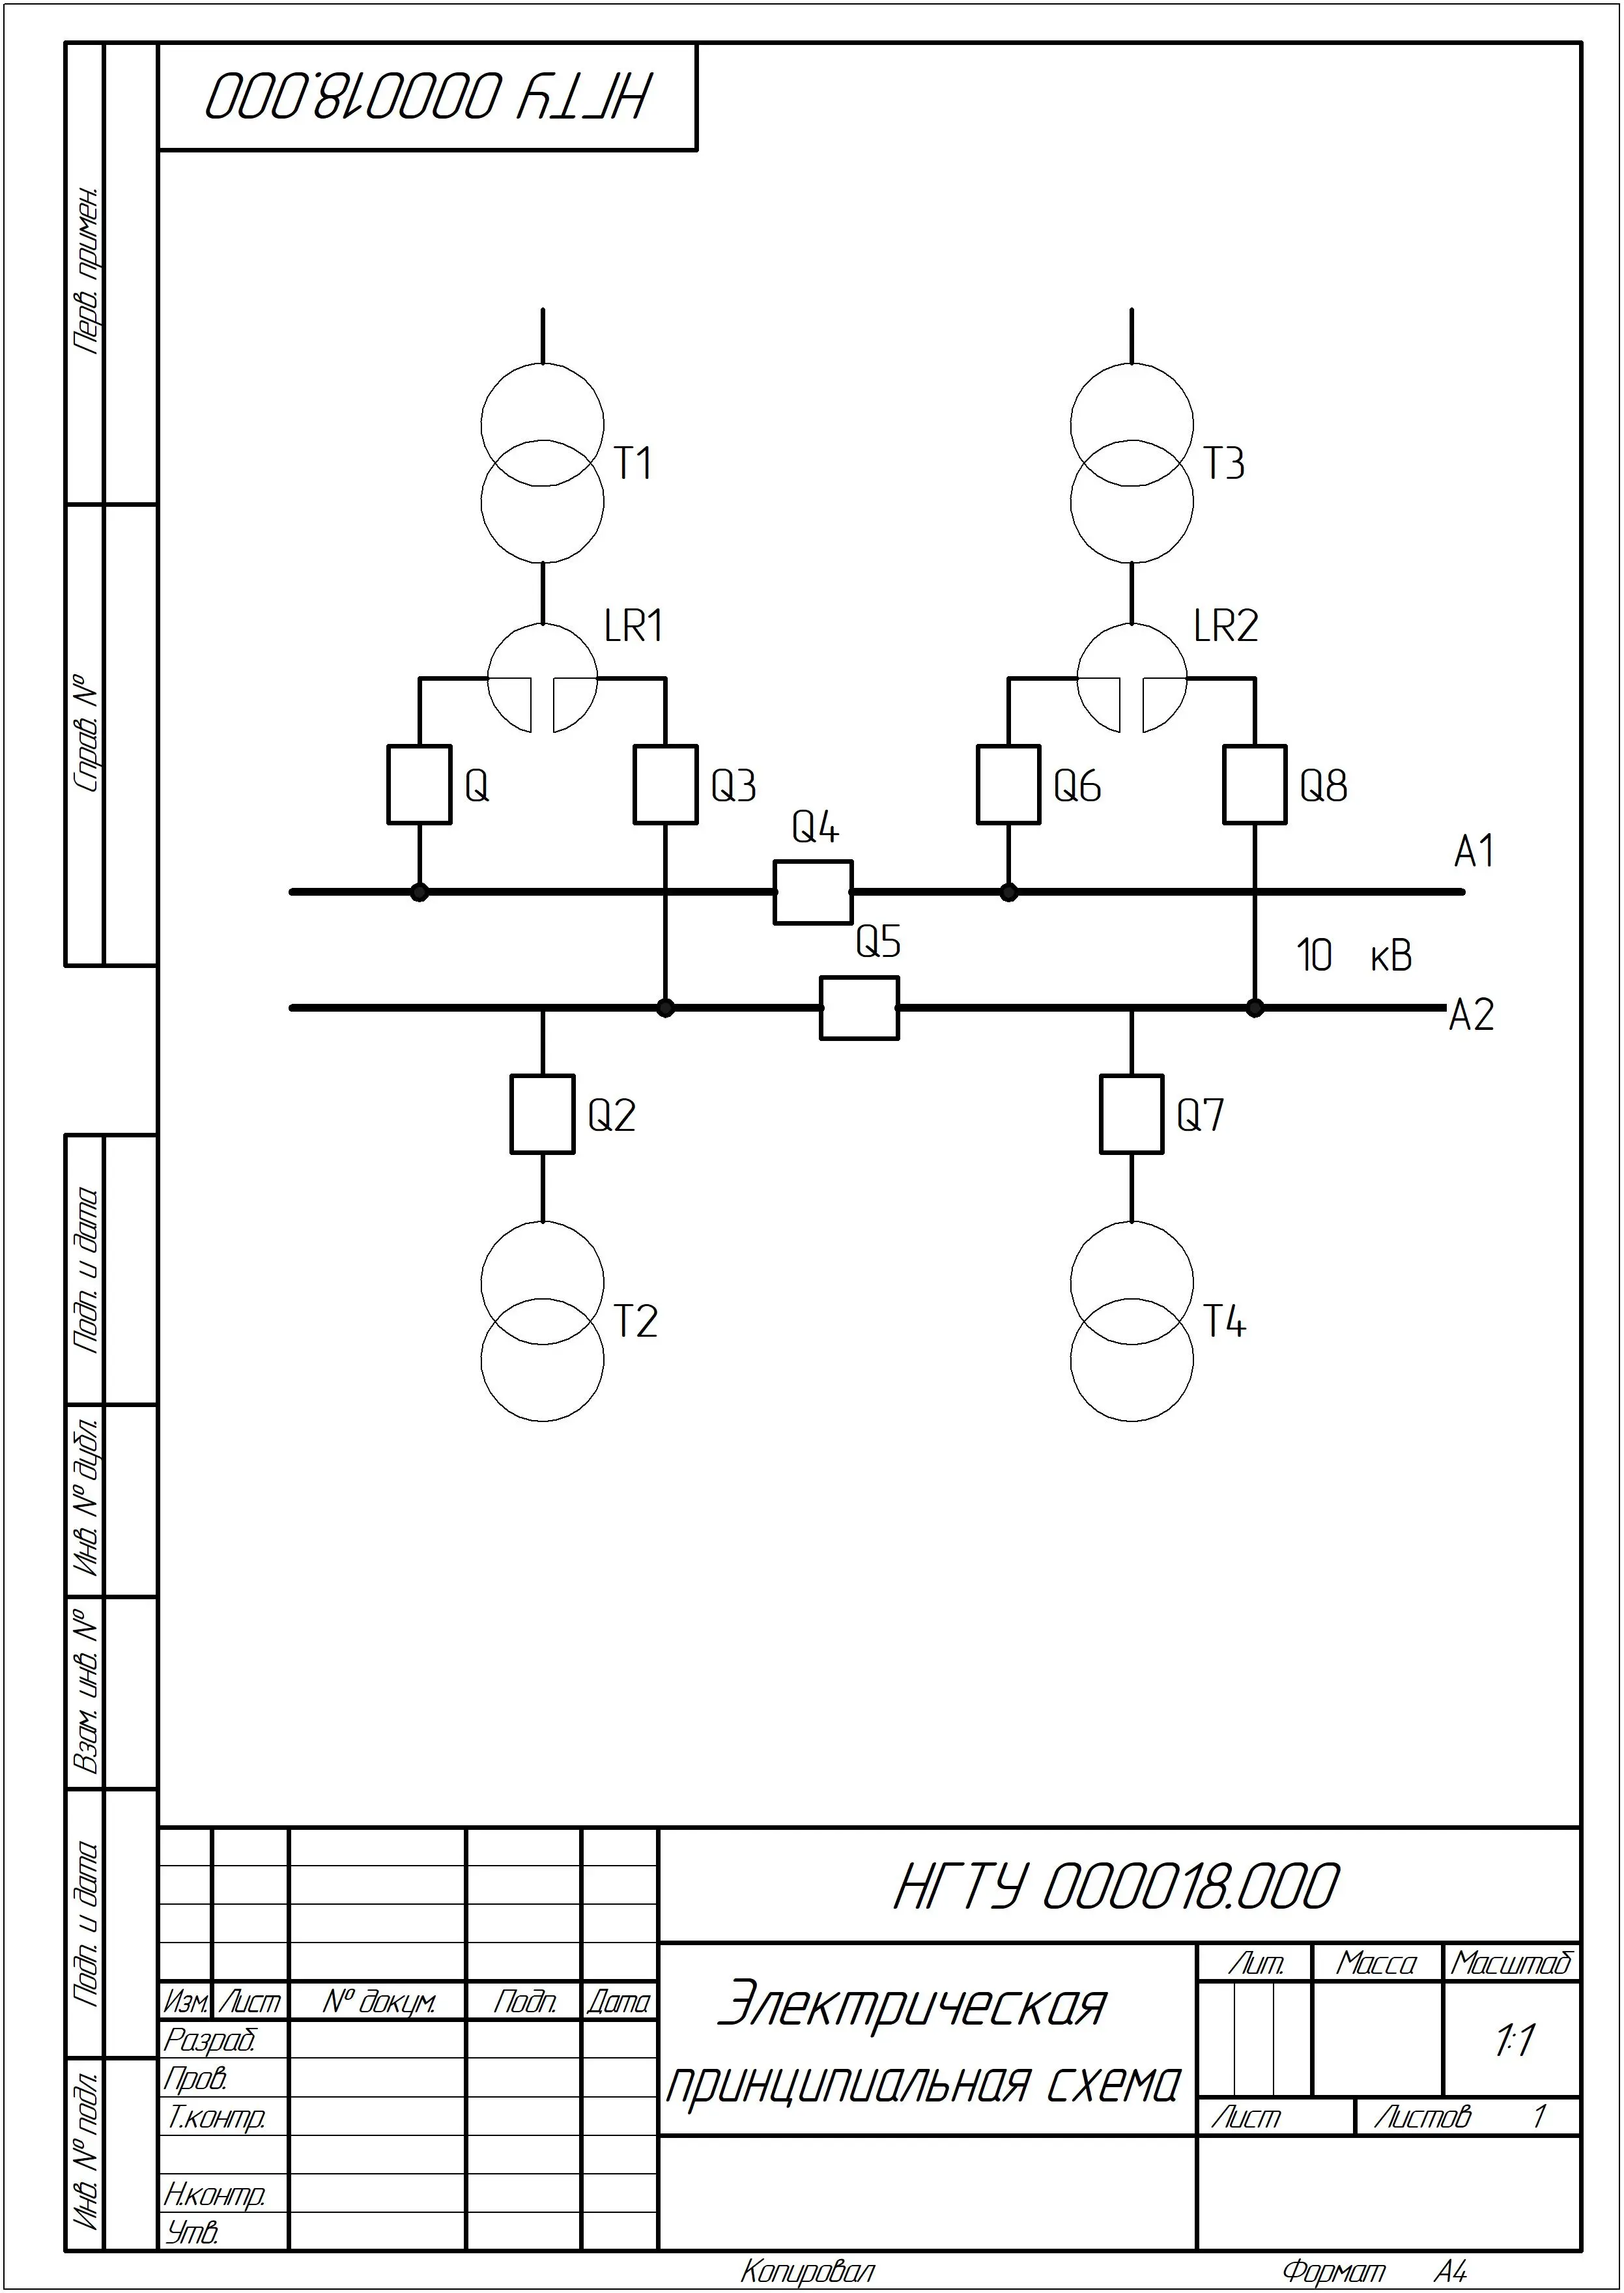 НГТУ 000018.000
Перв. примен.
Справ. №
Подп. и дата
Инв. № дубл.
Взам. инв. №
Подп. и дата
Инв. № подл.
T1
T3
LR1
LR2
Q
Q3
Q6
Q8
Q4
A1
Q5
10 кВ
A2
Q2
Q7
T2
T4
НГТУ 000018.000
Лит. Масса Масштаб
Изм. Лист № докум. Подп. Дата
Электрическая
принципиальная схема
Разраб.
1:1
Пров.
Т.контр.
Лист Листов 1
Н.контр.
Утв.
Копировал Формат А4